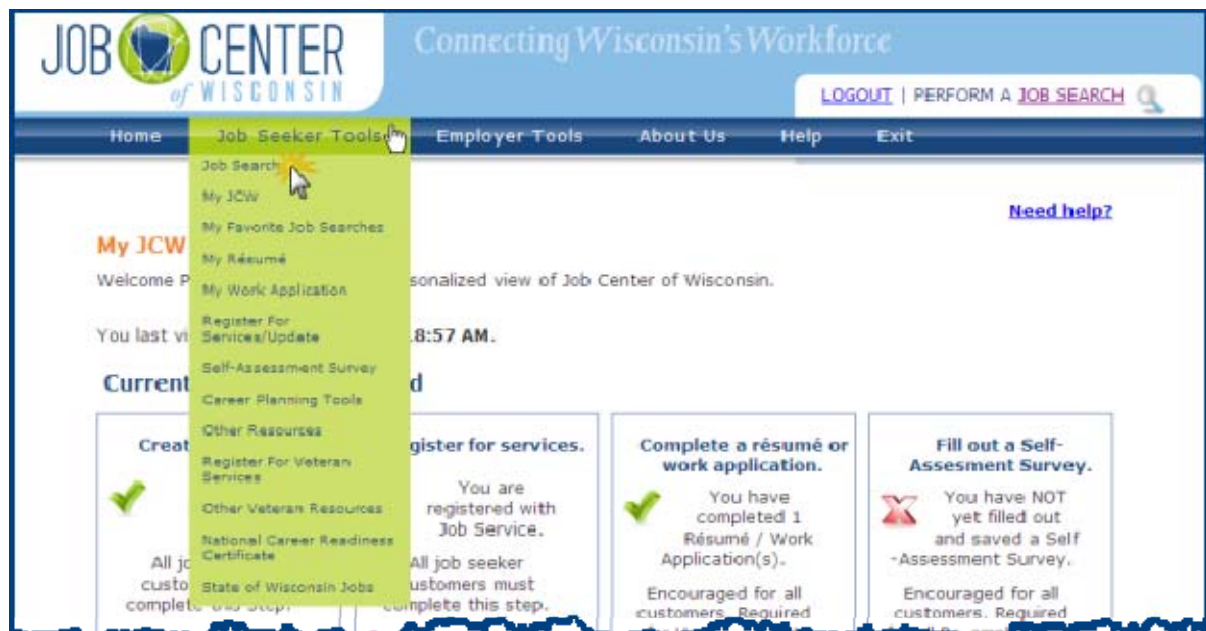 JOB CENTER
of WISCONSIN
Connecting Wisconsin's Workforce
LOGOUT | PERFORM A JOB SEARCH
Home Job Seeker Tools Employer Tools About Us Help Exit
Job Search
My JCW
My Favorite Job Searches
My Résumé
My Work Application
Register For
Services/Update
Self-Assessment Survey
Career Planning Tools
Other Resources
Register For Veteran
Services
Other Veteran Resources
National Career Readiness
Certificate
State of Wisconsin Jobs
Need help?
My JCW
Welcome P
sonalized view of Job Center of Wisconsin.
You last vi
8:57 AM.
Current
d
Creat
All jo
custo
complete this step.
gister for services.
You are
registered with
Job Service.
All job seeker
ustomers must
complete this step.
Complete a résumé or
work application.
You have
completed 1
Résumé / Work
Application(s).
Encouraged for all
customers. Required
Fill out a Self-
Assesment Survey.
You have NOT
yet filled out
and saved a Self
-Assessment Survey.
Encouraged for all
customers. Required